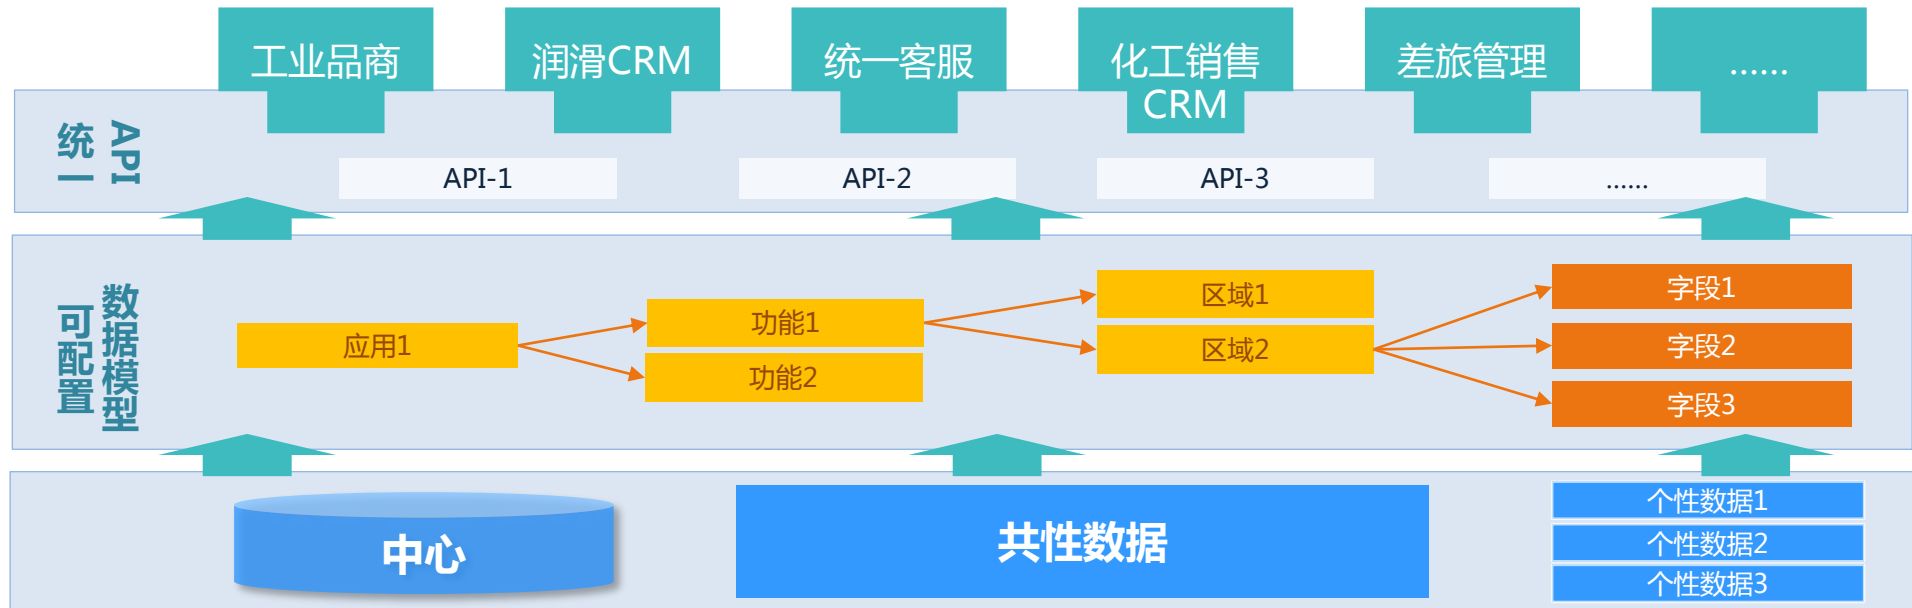 工业品商
润滑CRM
统一客服
化工销售
CRM
差旅管理
......
统一
API
API-1
API-2
API-3
......
可配置
数据模型
应用1
功能1
功能2
区域1
区域2
字段1
字段2
字段3
中心
共性数据
个性数据1
个性数据2
个性数据3